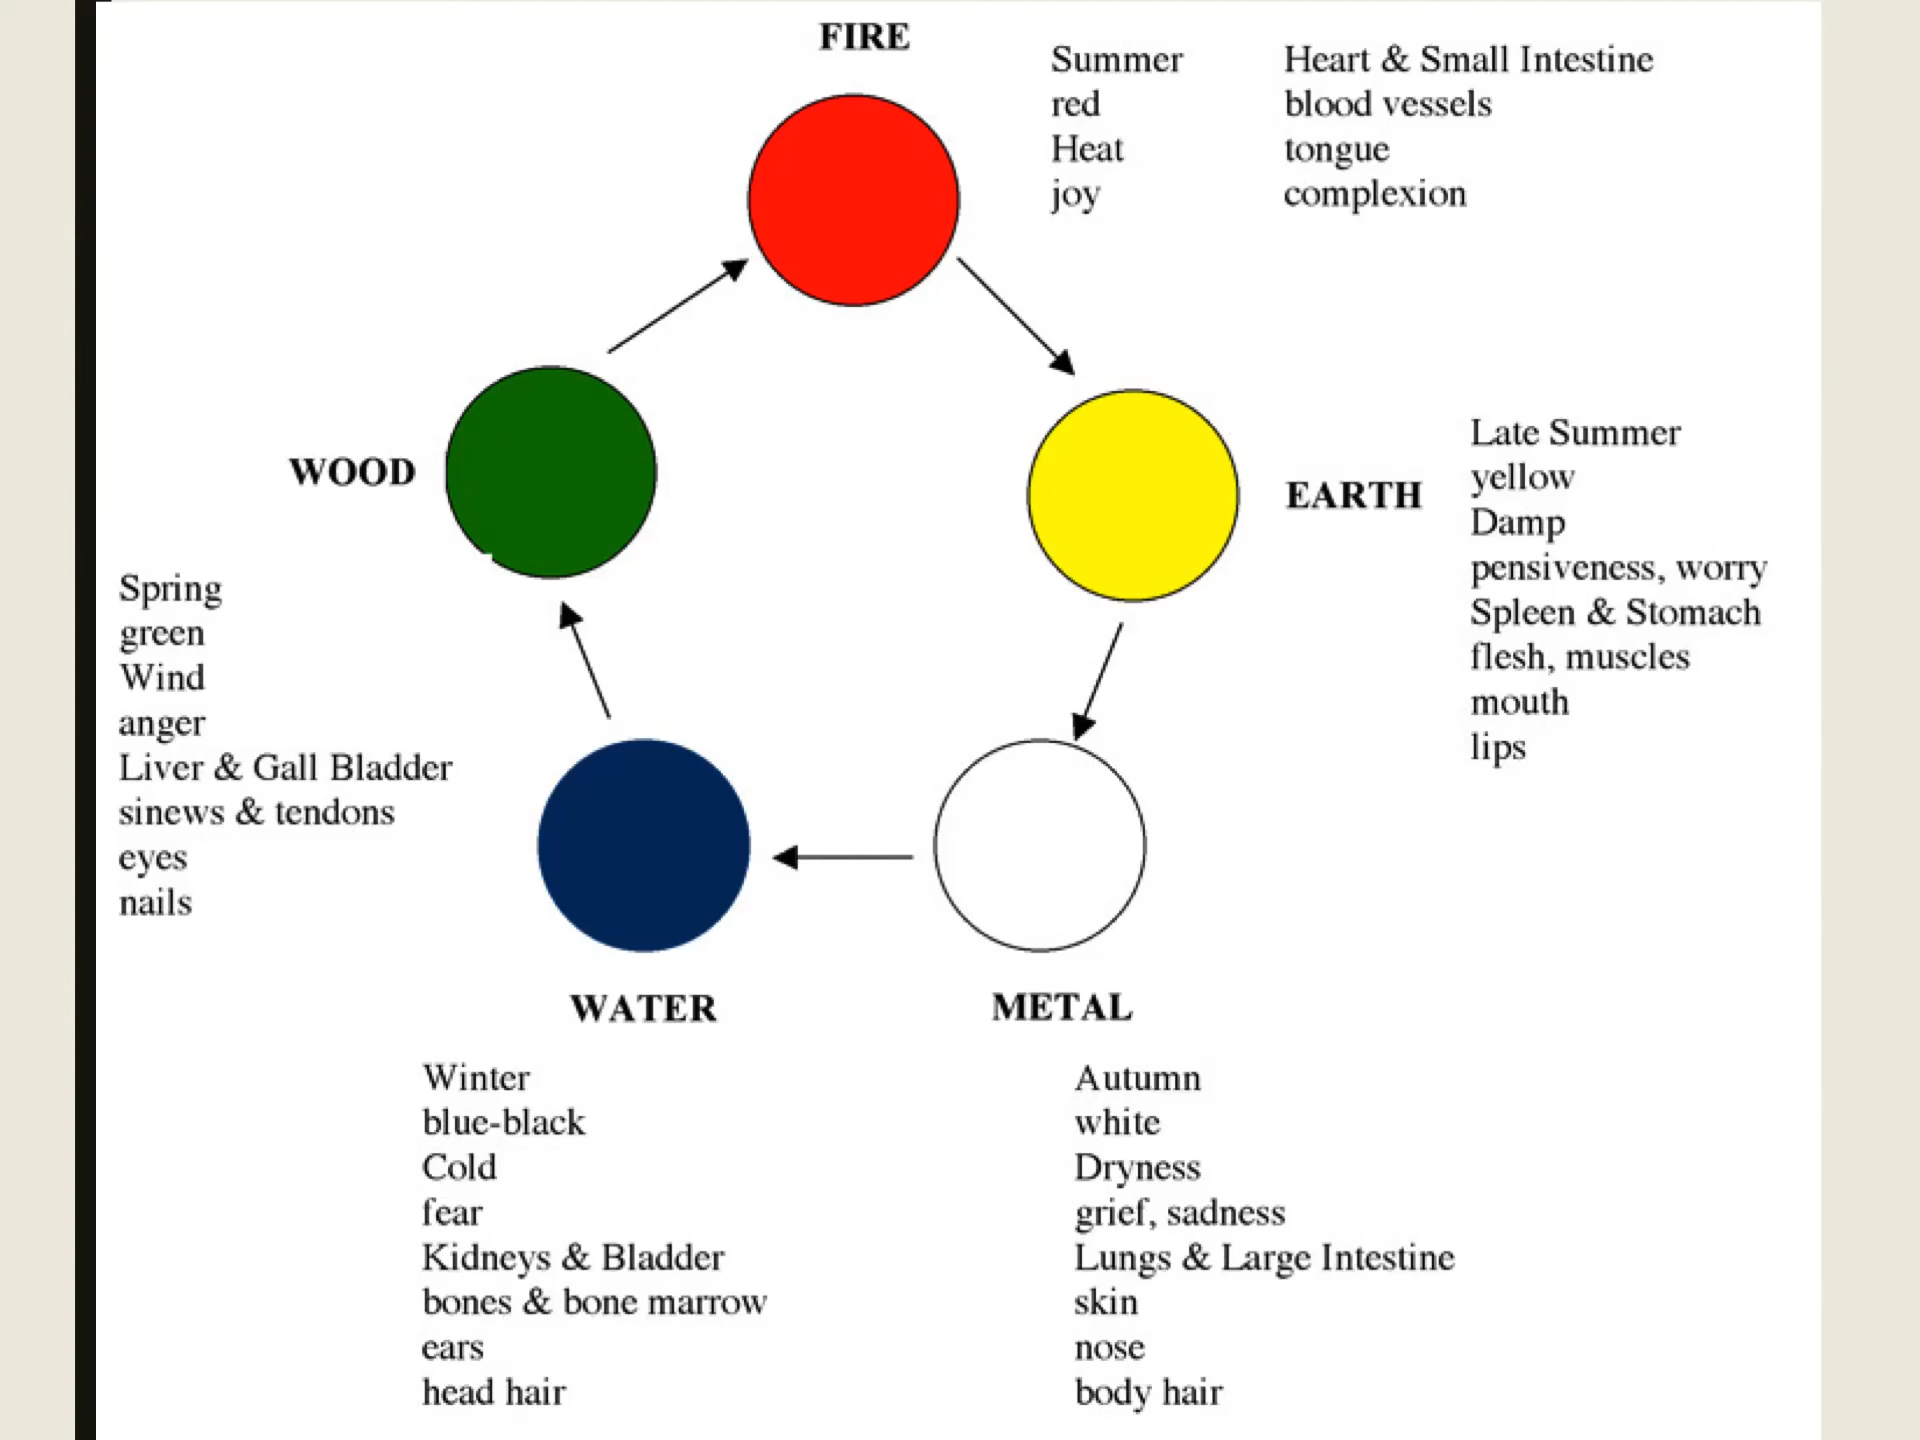 FIRE
Summer
red
Heat
joy
Heart & Small Intestine
blood vessels
tongue
complexion
WOOD
Spring
green
Wind
anger
Liver & Gall Bladder
sinews & tendons
eyes
nails
EARTH
Late Summer
yellow
Damp
pensiveness, worry
Spleen & Stomach
flesh, muscles
mouth
lips
WATER
Winter
blue-black
Cold
fear
Kidneys & Bladder
bones & bone marrow
ears
head hair
METAL
Autumn
white
Dryness
grief, sadness
Lungs & Large Intestine
skin
nose
body hair